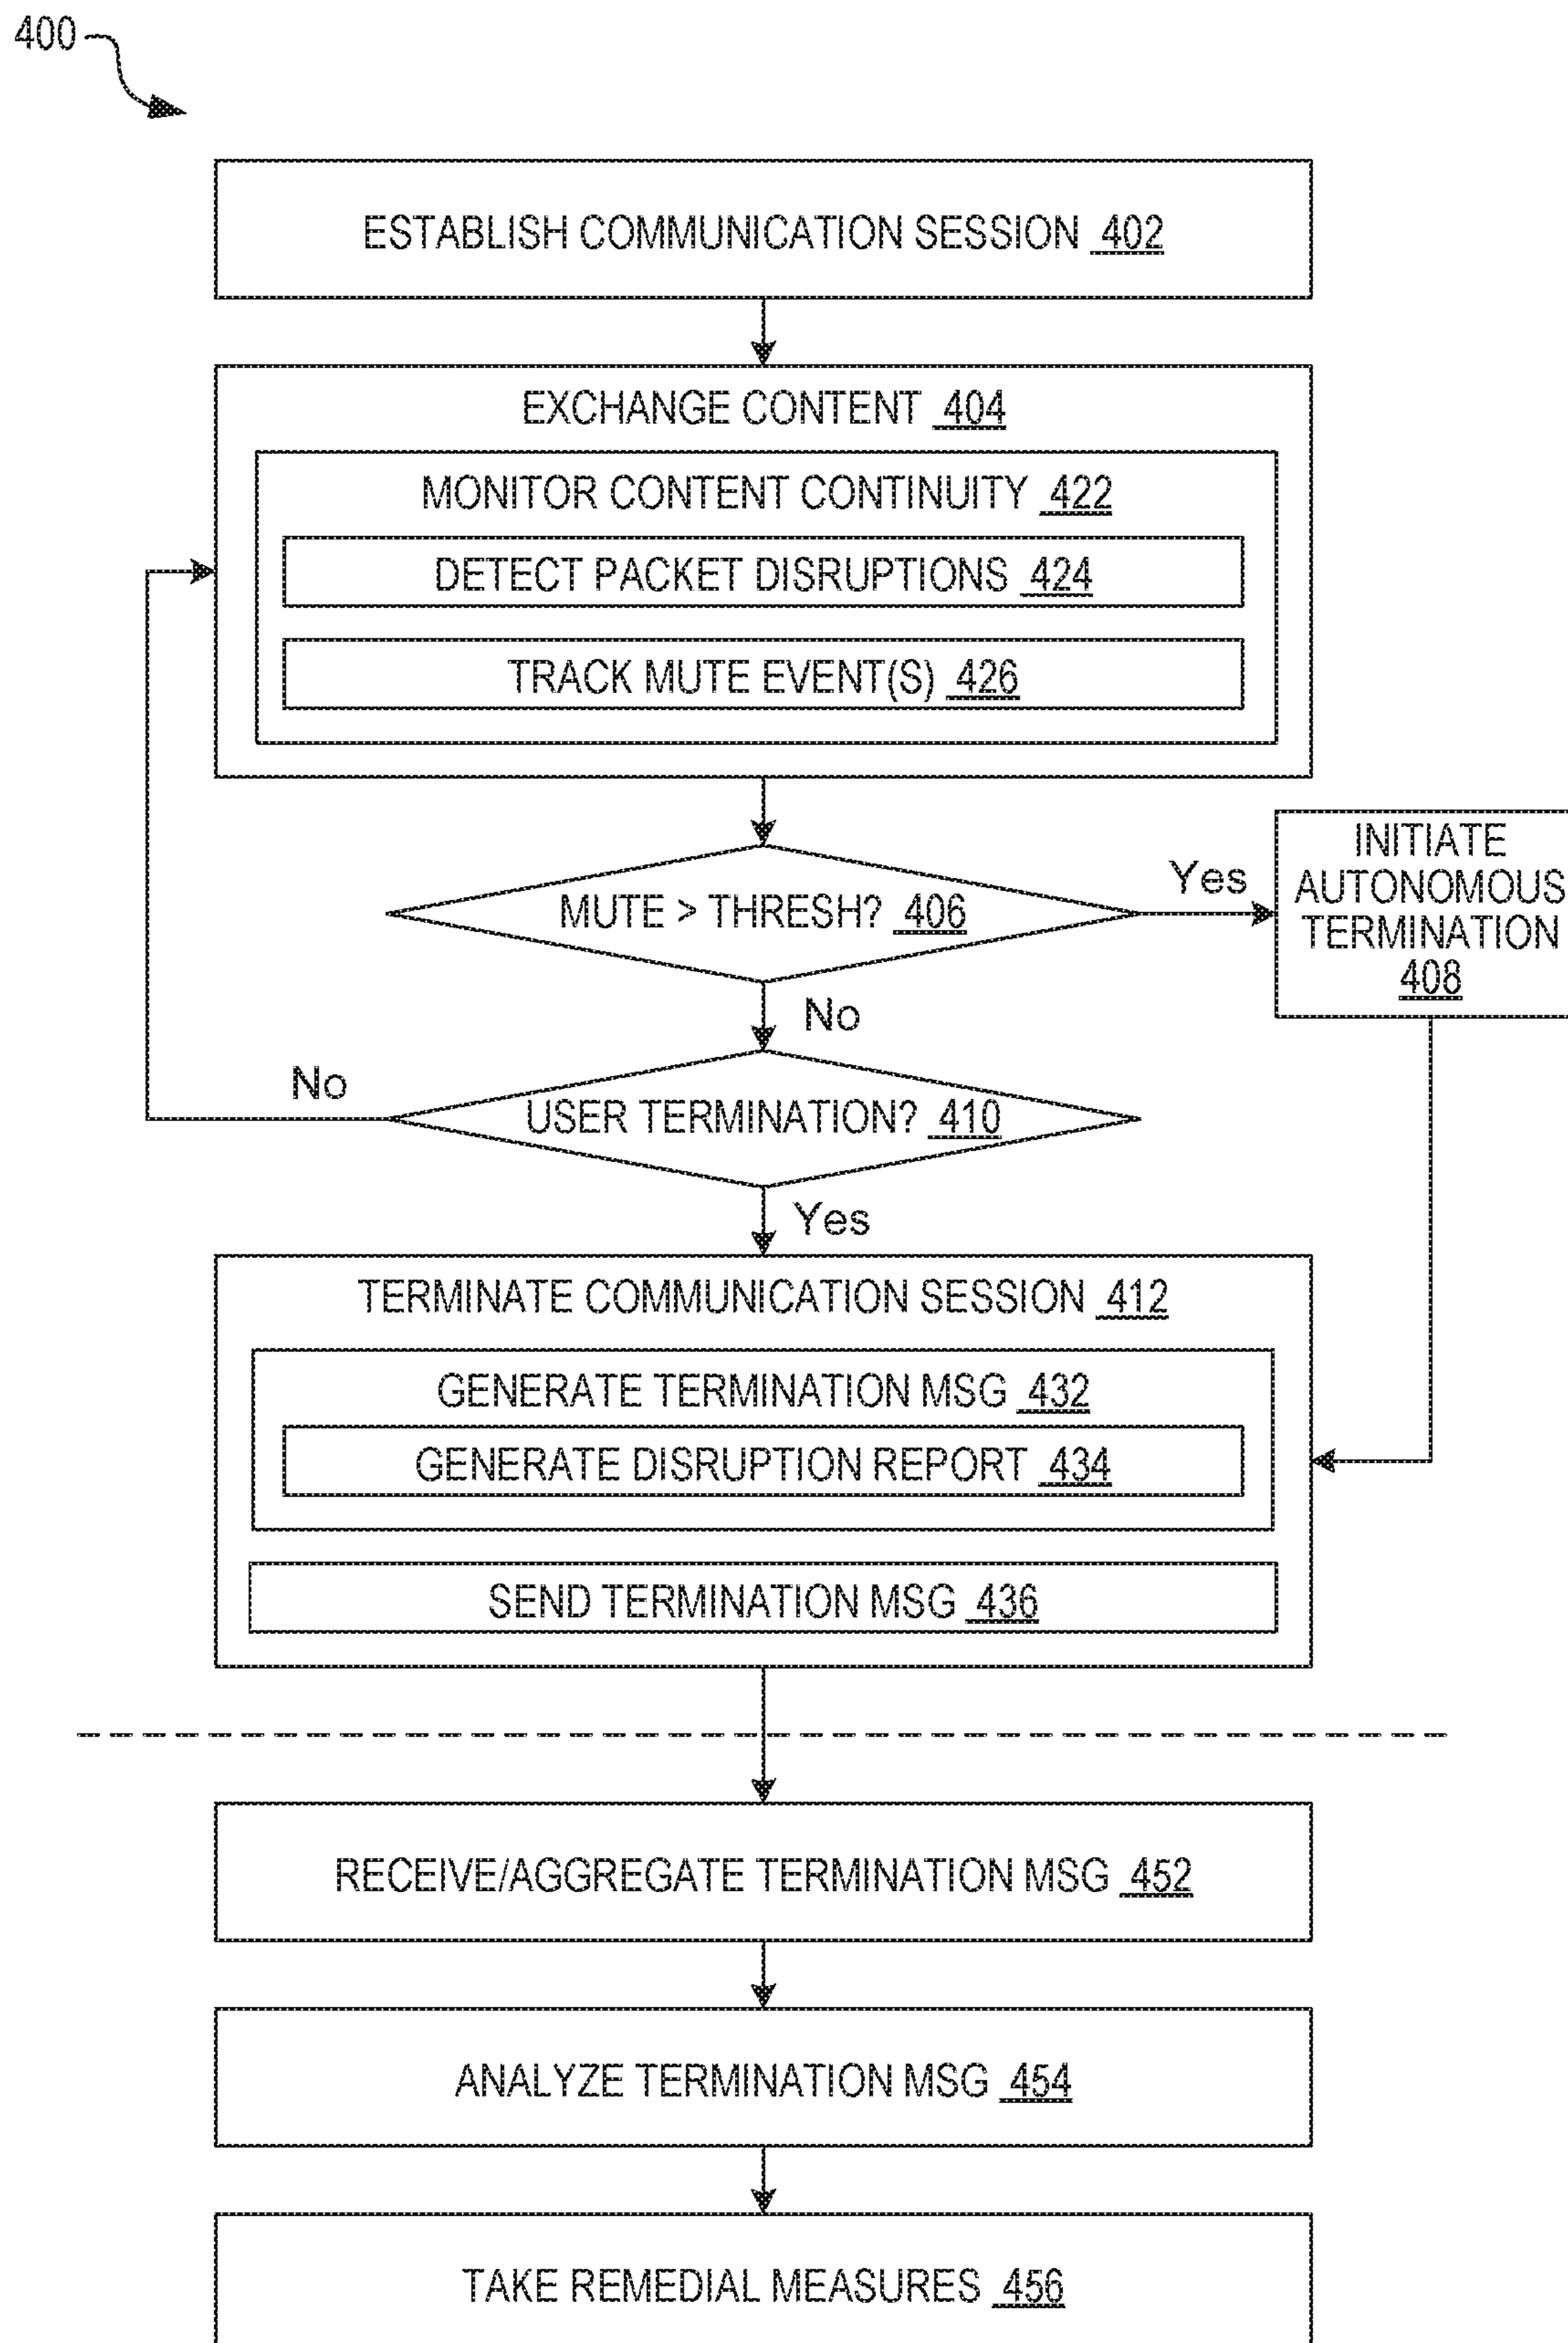 400
ESTABLISH COMMUNICATION SESSION 402
EXCHANGE CONTENT 404
MONITOR CONTENT CONTINUITY 422
DETECT PACKET DISRUPTIONS 424
TRACK MUTE EVENT(S) 426
MUTE > THRESH? 406
Yes
INITIATE
AUTONOMOUS
TERMINATION
408
No
USER TERMINATION? 410
No
Yes
TERMINATE COMMUNICATION SESSION 412
GENERATE TERMINATION MSG 432
GENERATE DISRUPTION REPORT 434
SEND TERMINATION MSG 436
RECEIVE/AGGREGATE TERMINATION MSG 452
ANALYZE TERMINATION MSG 454
TAKE REMEDIAL MEASURES 456